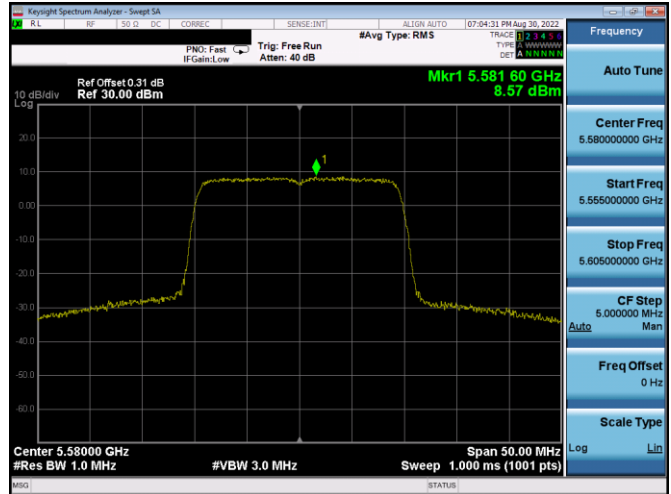 Keysight Spectrum Analyzer - Swept SA
RL RF 50 Ω DC CORREC SENSE:INT ALIGN AUTO 07:04:31 PM Aug 30, 2022
PNO: Fast Trig: Free Run #Avg Type: RMS TRACE 1 2 3 4 5 6
IFGain:Low Atten: 40 dB TYPE A WWWWW
DET A N N N N N
Ref Offset 0.31 dB Mkr1 5.581 60 GHz
10 dB/div Ref 30.00 dBm 8.57 dBm
Log
20.0
10.0
0.00
-10.0
-20.0
-30.0
-40.0
-50.0
-60.0
1
Center 5.58000 GHz Span 50.00 MHz
#Res BW 1.0 MHz #VBW 3.0 MHz Sweep 1.000 ms (1001 pts)
MSG STATUS
Frequency
Auto Tune
Center Freq
5.580000000 GHz
Start Freq
5.555000000 GHz
Stop Freq
5.605000000 GHz
CF Step
5.000000 MHz
Auto Man
Freq Offset
0 Hz
Scale Type
Log Lin